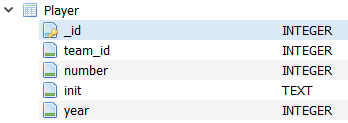 Player
_id INTEGER
team_id INTEGER
number INTEGER
init TEXT
year INTEGER